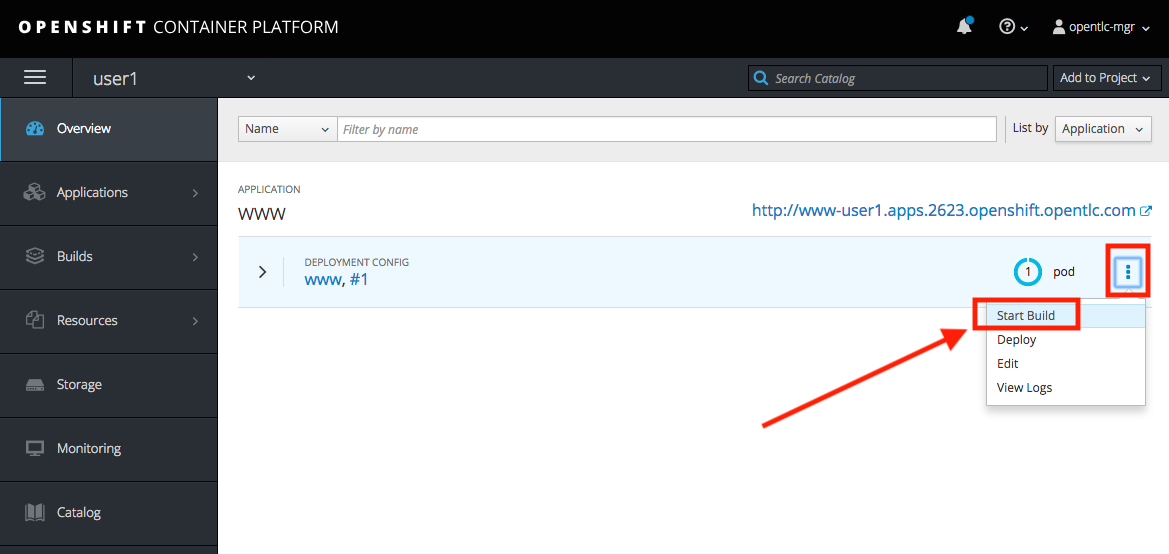 OPENSHIFT CONTAINER PLATFORM
opentlc-mgr
user1
Search Catalog
Add to Project
Overview
Applications
Builds
Resources
Storage
Monitoring
Catalog
Name
Filter by name
List by
Application
APPLICATION
www
http://www-user1.apps.2623.openshift.opentlc.com
DEPLOYMENT CONFIG
www, #1
1 pod
Start Build
Deploy
Edit
View Logs